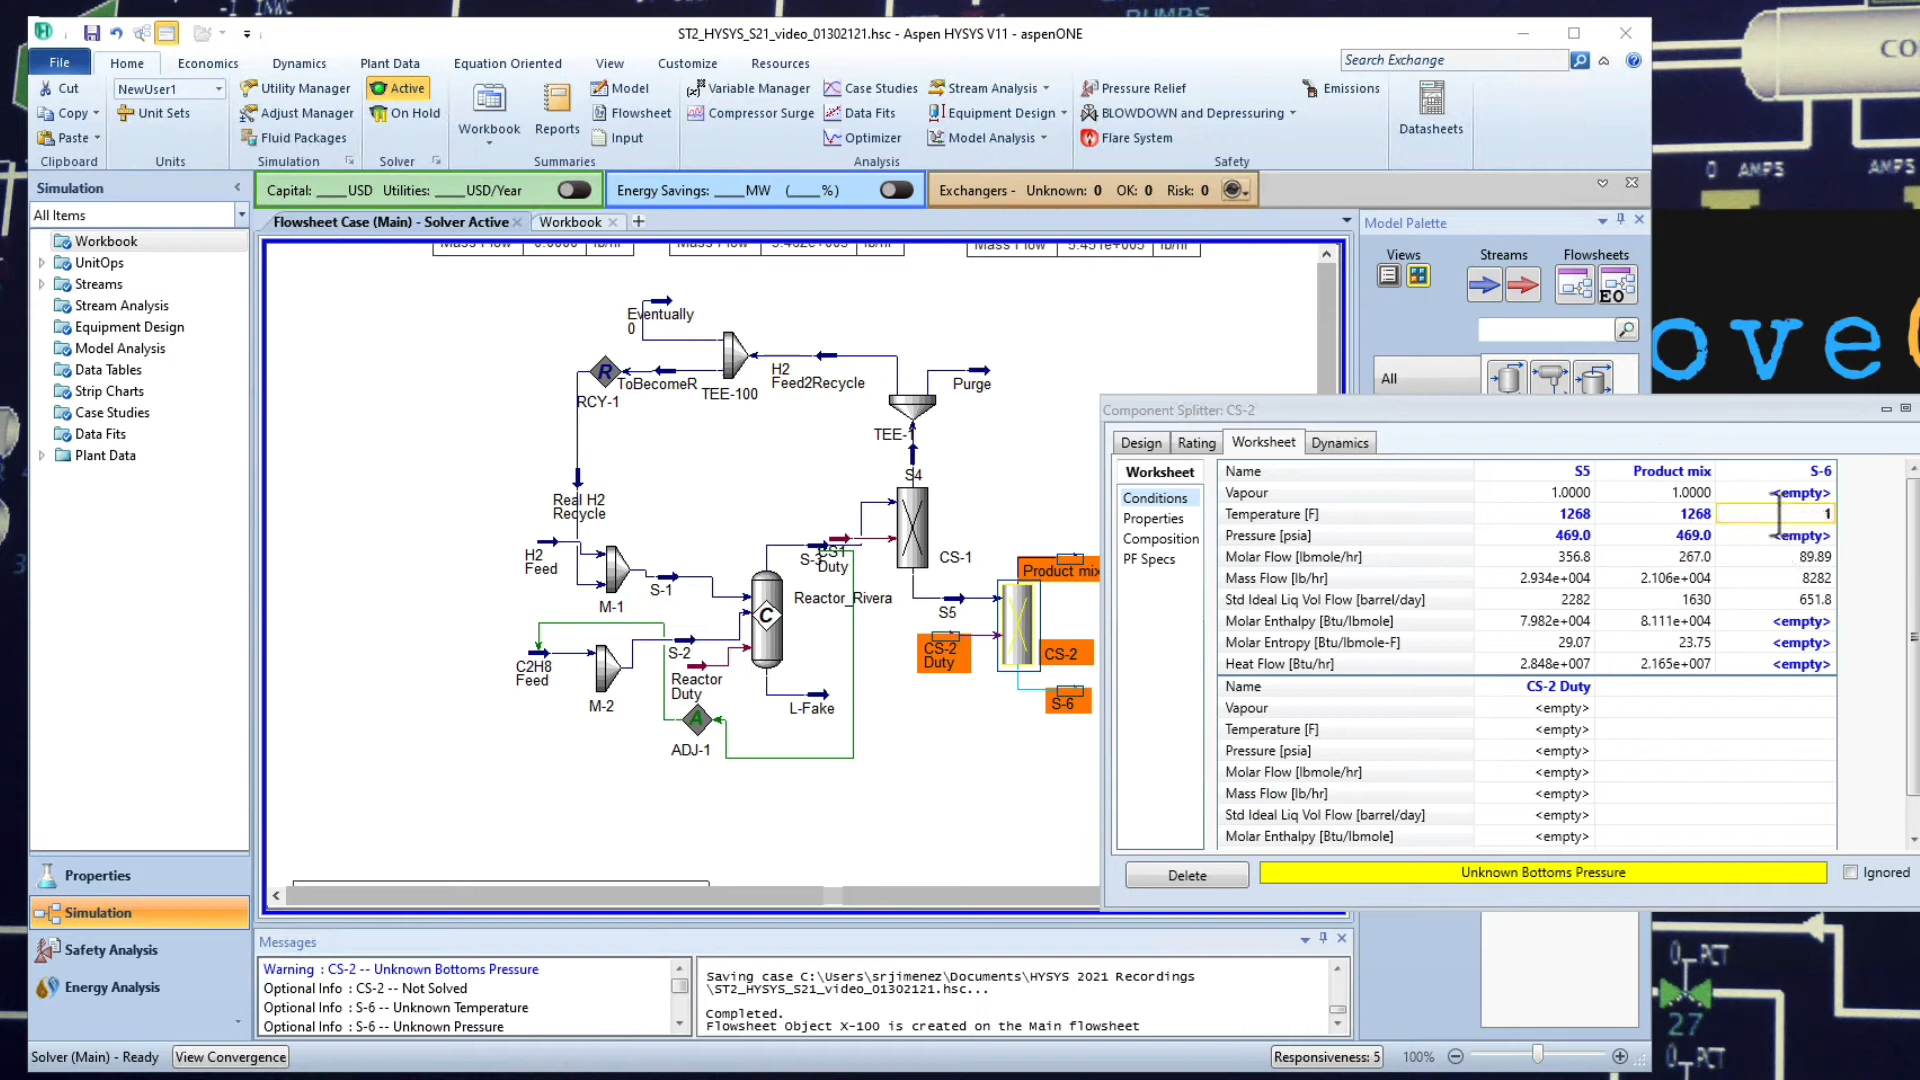 ST2_HYSYS_S21_video_01302121.hsc - Aspen HYSYS V11 - aspenONE
File
Home
Economics
Dynamics
Plant Data
Equation Oriented
View
Customize
Resources
Search Exchange
Cut
Copy
Paste
Clipboard
NewUser1
Unit Sets
Units
Utility Manager
Adjust Manager
Fluid Packages
Simulation
Active
On Hold
Solver
Workbook
Reports
Model
Flowsheet
Input
Summaries
Variable Manager
Compressor Surge
Case Studies
Data Fits
Optimizer
Stream Analysis
Equipment Design
Model Analysis
Analysis
Pressure Relief
BLOWDOWN and Depressuring
Flare System
Safety
Emissions
Datasheets
Simulation
All Items
Workbook
UnitOps
Streams
Stream Analysis
Equipment Design
Model Analysis
Data Tables
Strip Charts
Case Studies
Data Fits
Plant Data
Properties
Simulation
Safety Analysis
Energy Analysis
Capital: ____USD Utilities: ____USD/Year
Energy Savings: ____MW (____%)
Exchangers - Unknown: 0 OK: 0 Risk: 0
Flowsheet Case (Main) - Solver Active
Workbook
Eventually
0
RCY-1
ToBecomeR
TEE-100
H2
Feed2Recycle
Purge
TEE-1
S4
Real H2
Recycle
H2
Feed
M-1
S-1
S-3
CS1
Duty
CS-1
Reactor_Rivera
C
S5
Product mix
CS-2
Duty
CS-2
S-6
C2H8
Feed
M-2
S-2
Reactor
Duty
L-Fake
A
ADJ-1
R
Model Palette
Views
Streams
Flowsheets
EO
All
Component Splitter: CS-2
Design
Rating
Worksheet
Dynamics
Worksheet
Conditions
Properties
Composition
PF Specs
Name S5 Product mix S-6
Vapour 1.0000 1.0000 <empty>
Temperature [F] 1268 1268 1
Pressure [psia] 469.0 469.0 <empty>
Molar Flow [lbmole/hr] 356.8 267.0 89.89
Mass Flow [lb/hr] 2.934e+004 2.106e+004 8282
Std Ideal Liq Vol Flow [barrel/day] 2282 1630 651.8
Molar Enthalpy [Btu/lbmole] 7.982e+004 8.111e+004 <empty>
Molar Entropy [Btu/lbmole-F] 29.07 23.75 <empty>
Heat Flow [Btu/hr] 2.848e+007 2.165e+007 <empty>
Name CS-2 Duty
Vapour <empty>
Temperature [F] <empty>
Pressure [psia] <empty>
Molar Flow [lbmole/hr] <empty>
Mass Flow [lb/hr] <empty>
Std Ideal Liq Vol Flow [barrel/day] <empty>
Molar Enthalpy [Btu/lbmole] <empty>
Delete
Unknown Bottoms Pressure
Ignored
Messages
Warning : CS-2 -- Unknown Bottoms Pressure
Optional Info : CS-2 -- Not Solved
Optional Info : S-6 -- Unknown Temperature
Optional Info : S-6 -- Unknown Pressure
Saving case C:\Users\srjimenez\Documents\HYSYS 2021 Recordings
\ST2_HYSYS_S21_video_01302121.hsc...
Completed.
Flowsheet Object X-100 is created on the Main flowsheet
Solver (Main) - Ready
View Convergence
Responsiveness: 5
100%
0 AMPS
AMPS
ove
0_PCT
27
0_PCT